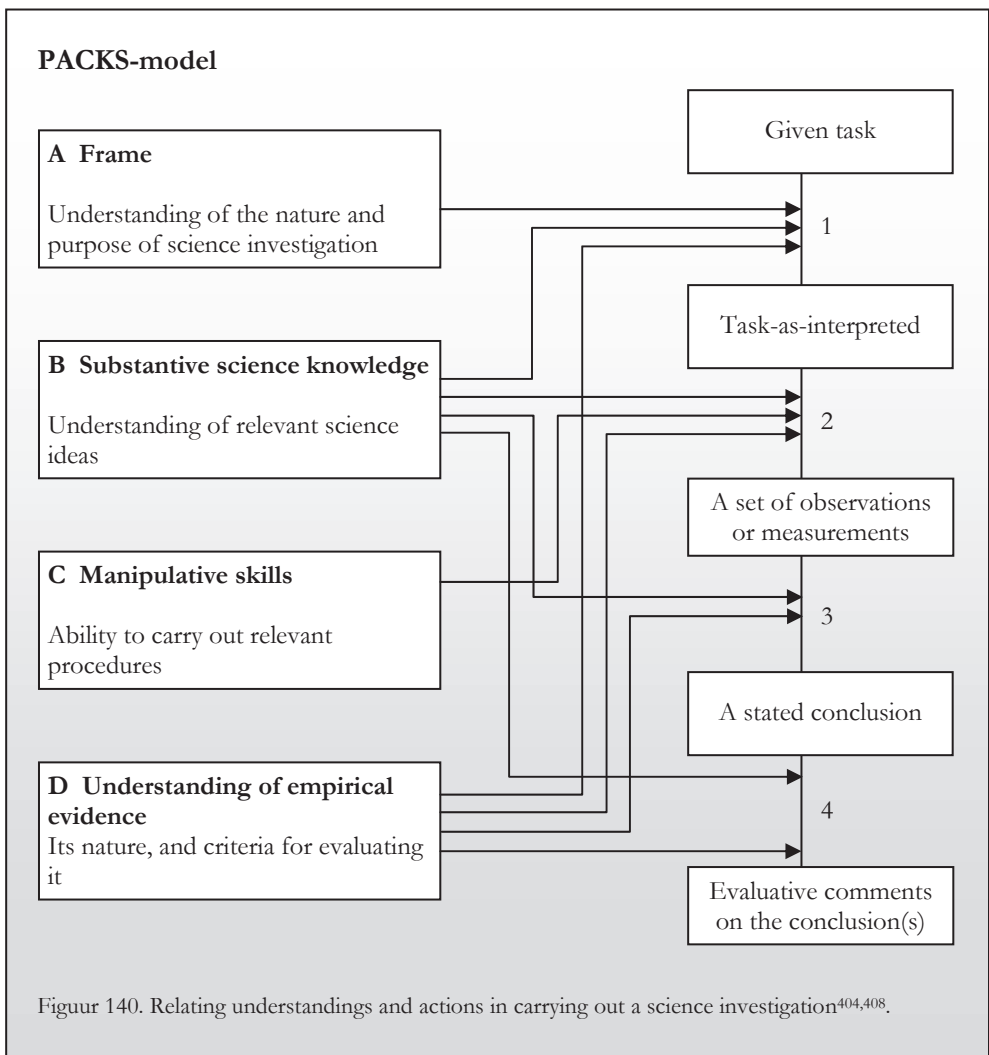 PACKS-model
A Frame
Understanding of the nature and
purpose of science investigation
B Substantive science knowledge
Understanding of relevant science
ideas
C Manipulative skills
Ability to carry out relevant
procedures
D Understanding of empirical
evidence
Its nature, and criteria for evaluating
it
Given task
1
Task-as-interpreted
2
A set of observations
or measurements
3
A stated conclusion
4
Evaluative comments
on the conclusion(s)
Figuur 140. Relating understandings and actions in carrying out a science investigation404,408.